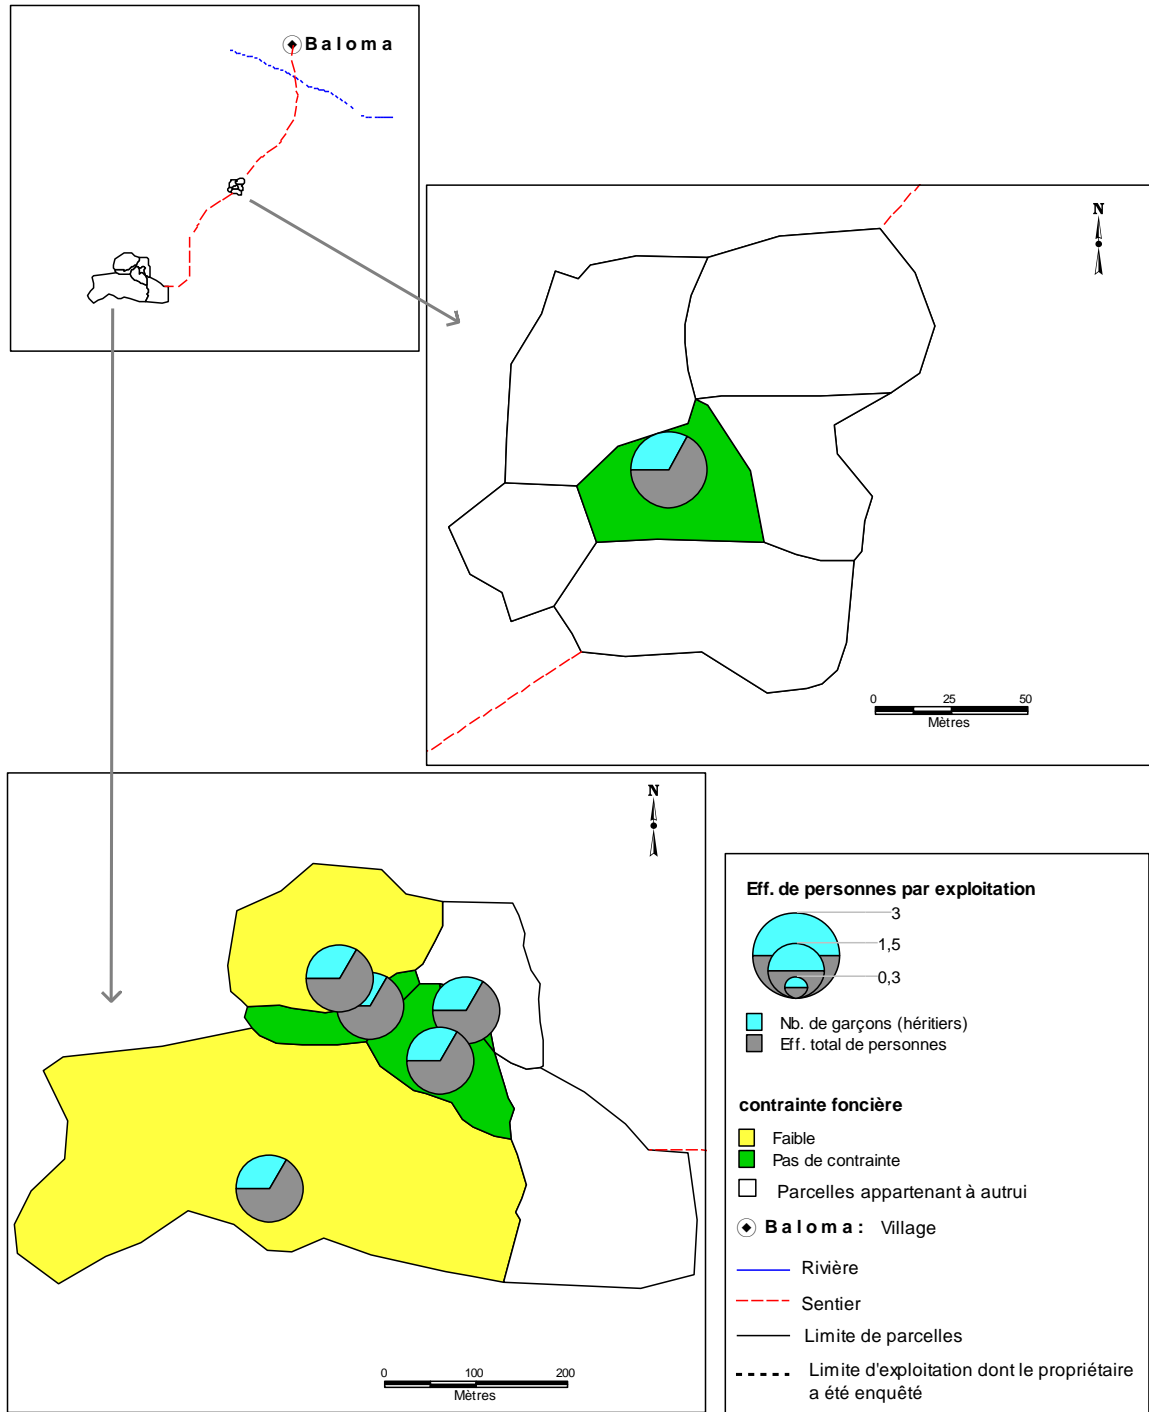 Baloma
N
0 25 50
Mètres
N
0 100 200
Mètres
Eff. de personnes par exploitation
3
1,5
0,3
Nb. de garçons (héritiers)
Eff. total de personnes
contrainte foncière
Faible
Pas de contrainte
Parcelles appartenant à autrui
Baloma: Village
Rivière
Sentier
Limite de parcelles
Limite d'exploitation dont le propriétaire
a été enquêté